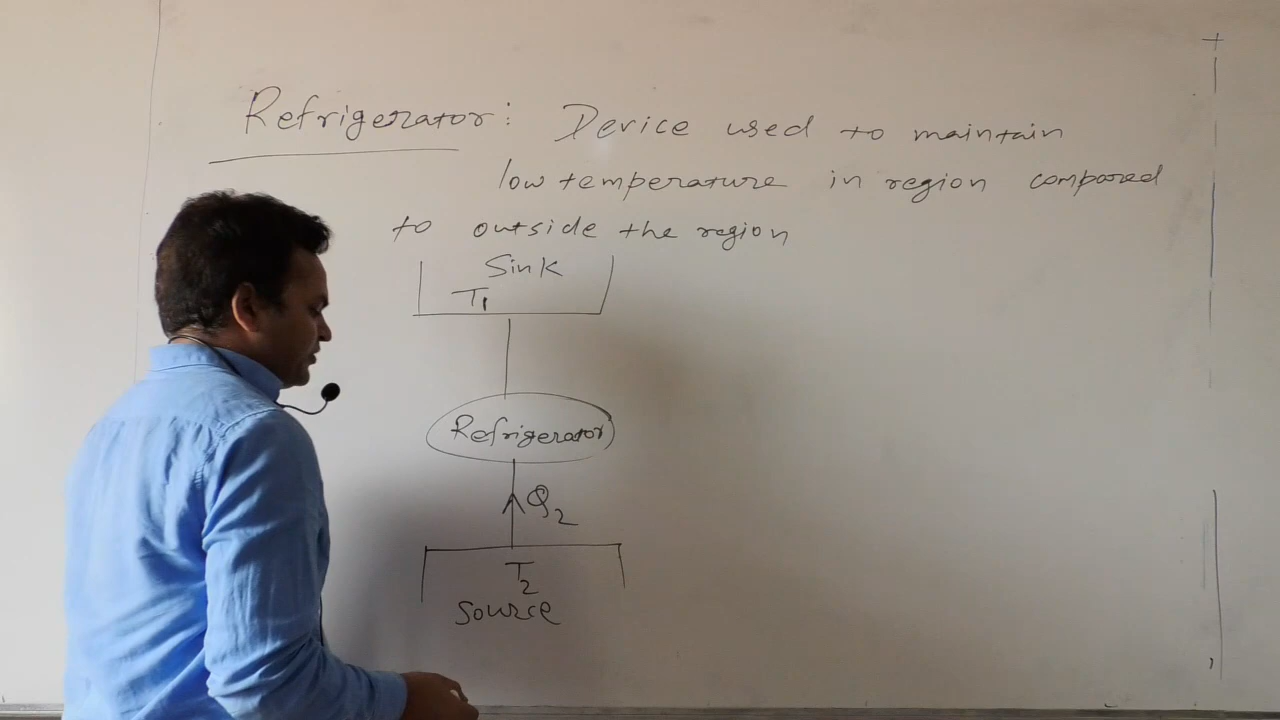 Refrigerator: Device used to maintain
low temperature in region compared
to outside the region
Sink
T1
Refrigerator
Q2
T2
Source